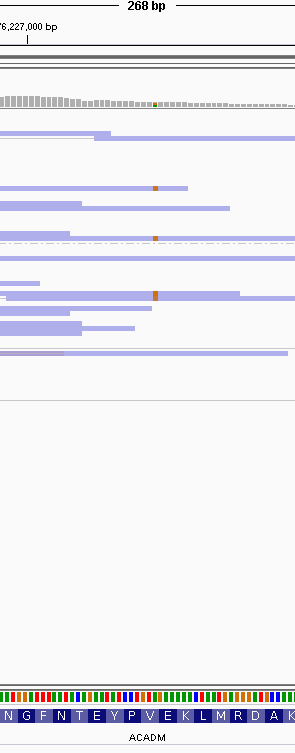 268 bp
76,227,000 bp
N G F N T E Y P V E K L M R D A K
ACADM